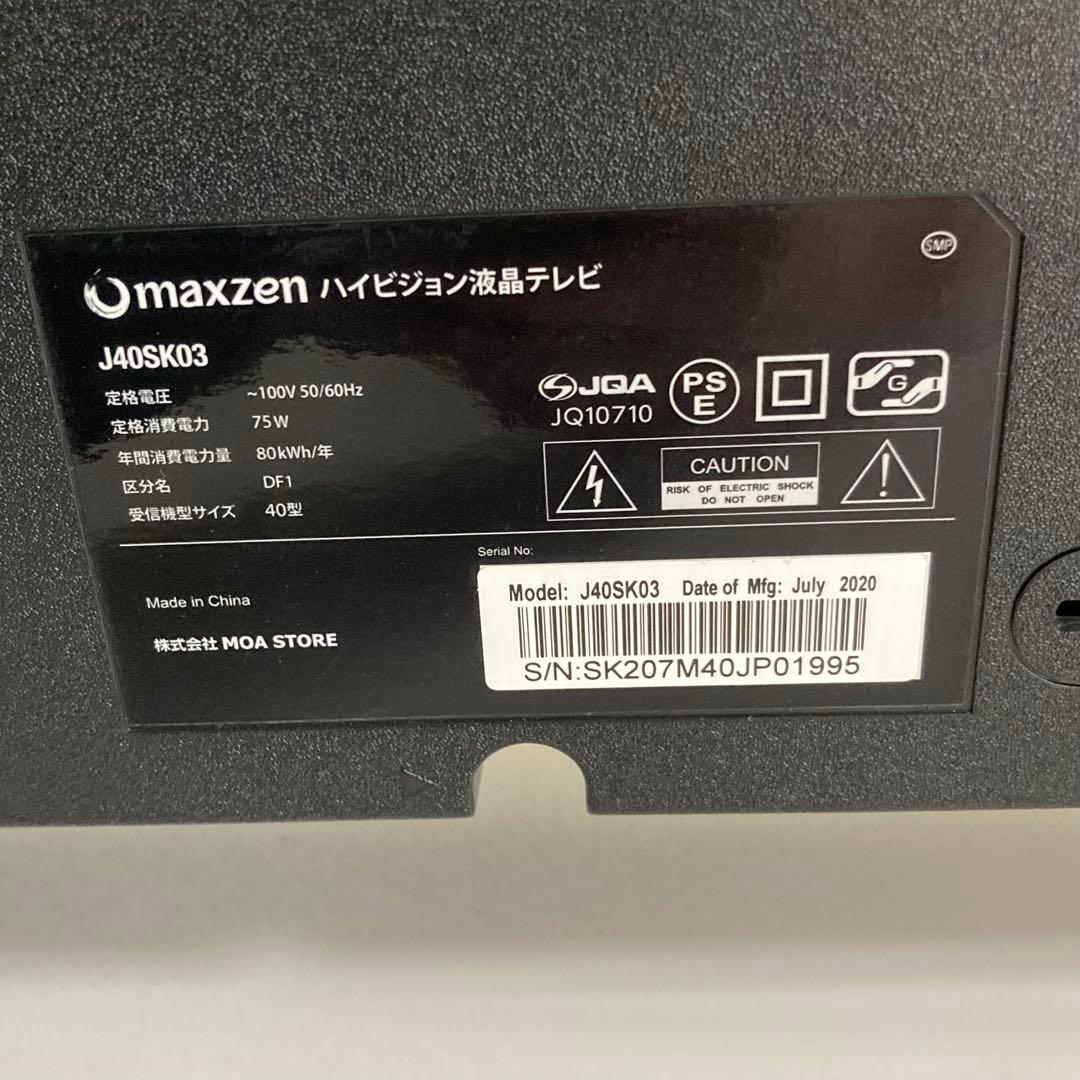 SMP
maxzen ハイビジョン液晶テレビ
J40SK03
定格電圧 ~100V 50/60Hz
定格消費電力 75W
年間消費電力量 80kWh/年
区分名 DF1
受信機型サイズ 40型
JQA
JQ10710
PS
E
G
CAUTION
RISK OF ELECTRIC SHOCK
DO NOT OPEN
Serial No:
Model: J40SK03 Date of Mfg: July 2020
S/N:SK207M40JP01995
Made in China
株式会社 MOA STORE